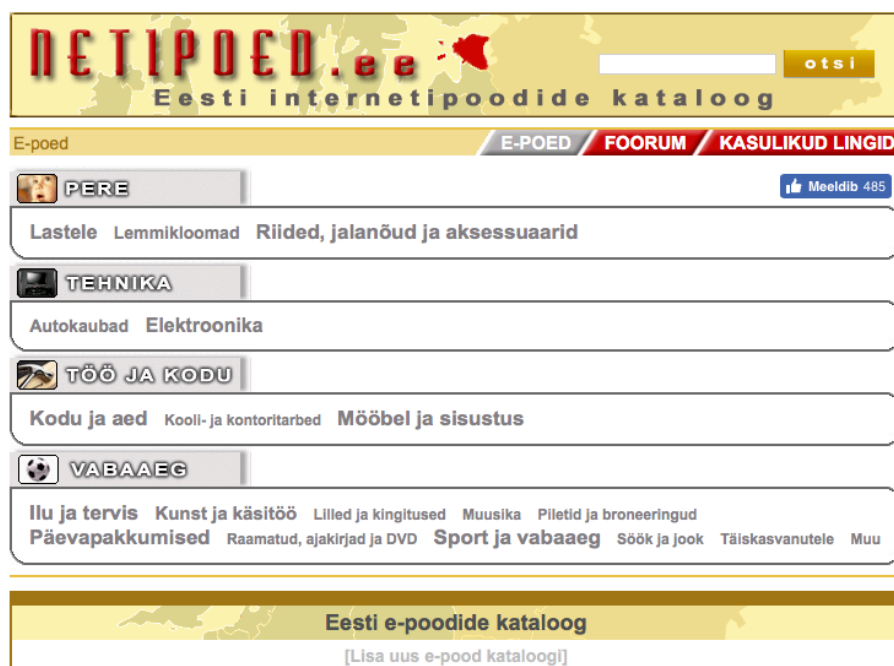 NETIPOED.ee
otsi
Eesti internetipoodide kataloog
E-poed
E-POED FOORUM KASULIKUD LINGID
PERE
Meeldib 485
Lastele Lemmikloomad Riided, jalanõud ja aksessuaarid
TEHNIKA
Autokaubad Elektroonika
TÖÖ JA KODU
Kodu ja aed Kooli- ja kontoritarbed Mööbel ja sisustus
VABAAEG
Ilu ja tervis Kunst ja käsitöö Lilled ja kingitused Muusika Piletid ja broneeringud
Päevapakkumised Raamatud, ajakirjad ja DVD Sport ja vabaaeg Söök ja jook Täiskasvanutele Muu
Eesti e-poodide kataloog
[Lisa uus e-pood kataloogi]